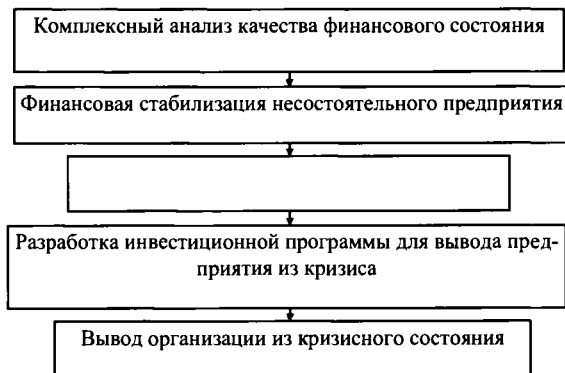 Комплексный анализ качества финансового состояния
Финансовая стабилизация несостоятельного предприятия
Разработка инвестиционной программы для вывода пред-
приятия из кризиса
Вывод организации из кризисного состояния